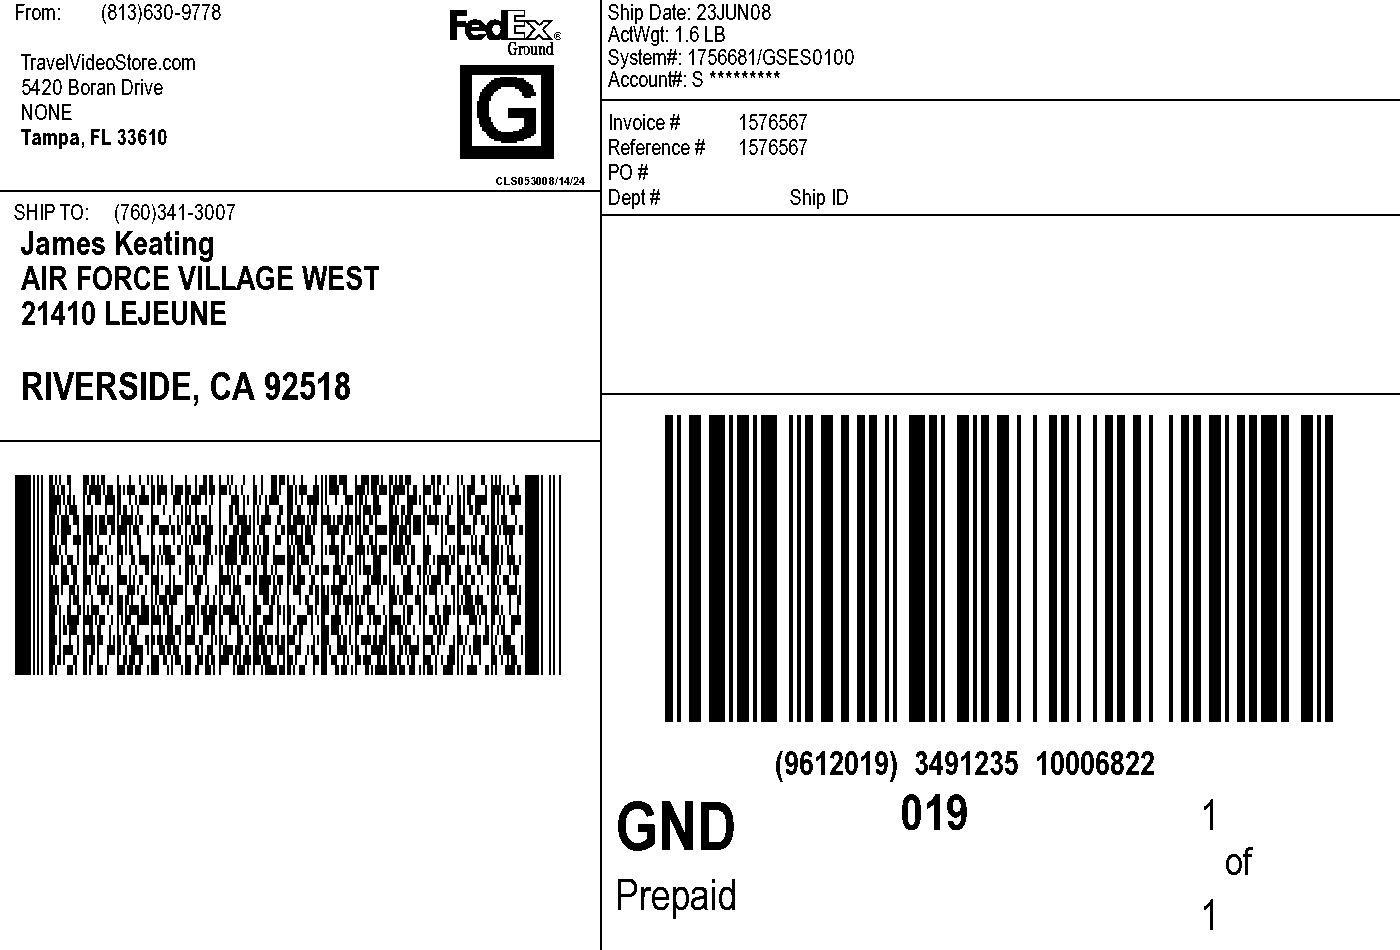 From: (813)630-9778
TravelVideoStore.com
5420 Boran Drive
NONE
Tampa, FL 33610
FedEx®
Ground
G
CLS053008/14/24
SHIP TO: (760)341-3007
James Keating
AIR FORCE VILLAGE WEST
21410 LEJEUNE
RIVERSIDE, CA 92518
Ship Date: 23JUN08
ActWgt: 1.6 LB
System#: 1756681/GSES0100
Account#: S *********
Invoice # 1576567
Reference # 1576567
PO #
Dept # Ship ID
(9612019) 3491235 10006822
GND 019 1
of
Prepaid 1